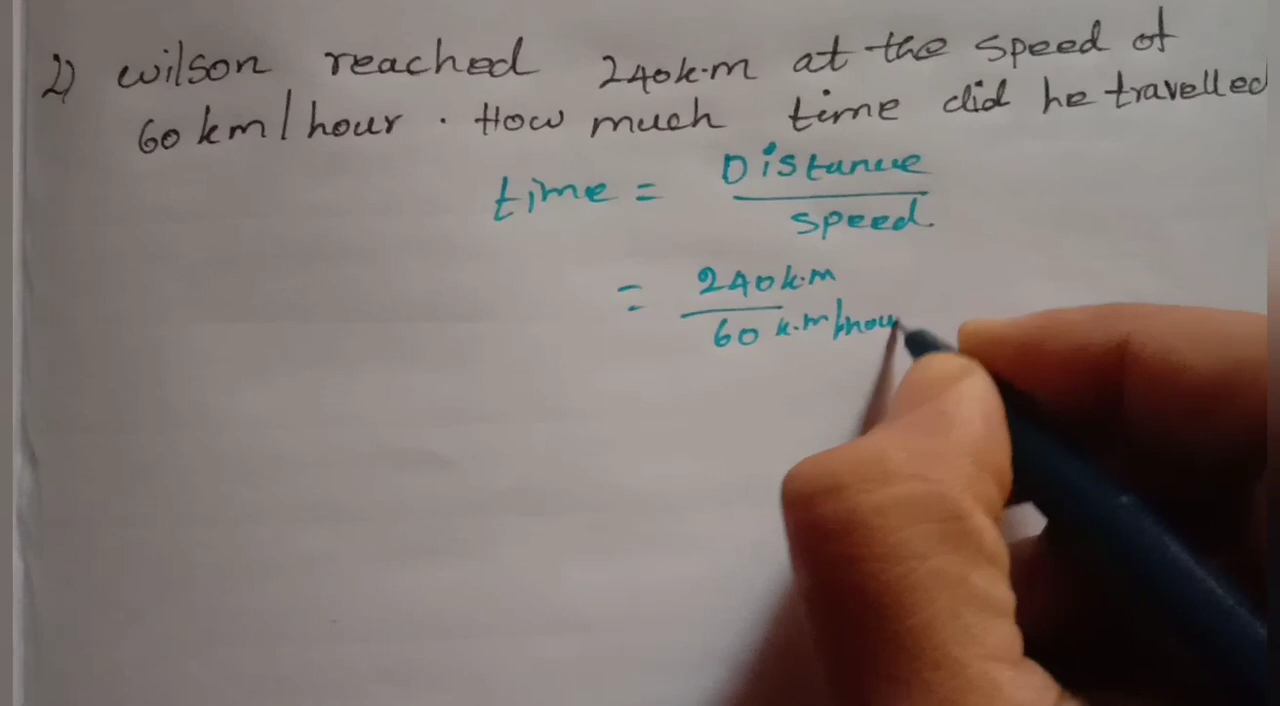 2) wilson reached 240k.m at the speed of
60 km/hour. How much time did he travelled
time = Distance
speed
= 240k.m
60 k.m/hour